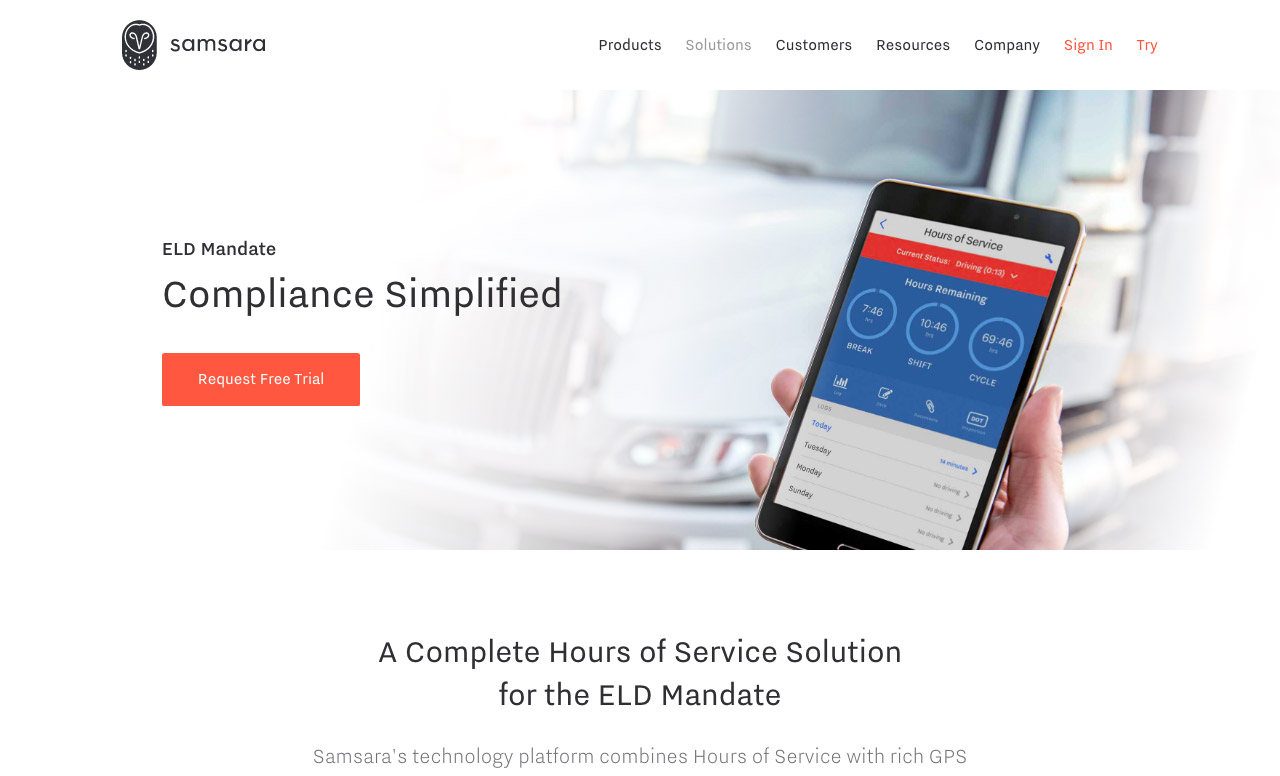 samsara
Products
Solutions
Customers
Resources
Company
Sign In
Try
ELD Mandate
Compliance Simplified
Request Free Trial
Hours of Service
Current Status: Driving (0:13)
Hours Remaining
7:46
hrs
BREAK
10:46
hrs
SHIFT
69:46
hrs
CYCLE
DOT
LOGS
Today
14 minutes
Tuesday
No driving
Monday
No driving
Sunday
No driving
A Complete Hours of Service Solution
for the ELD Mandate
Samsara's technology platform combines Hours of Service with rich GPS